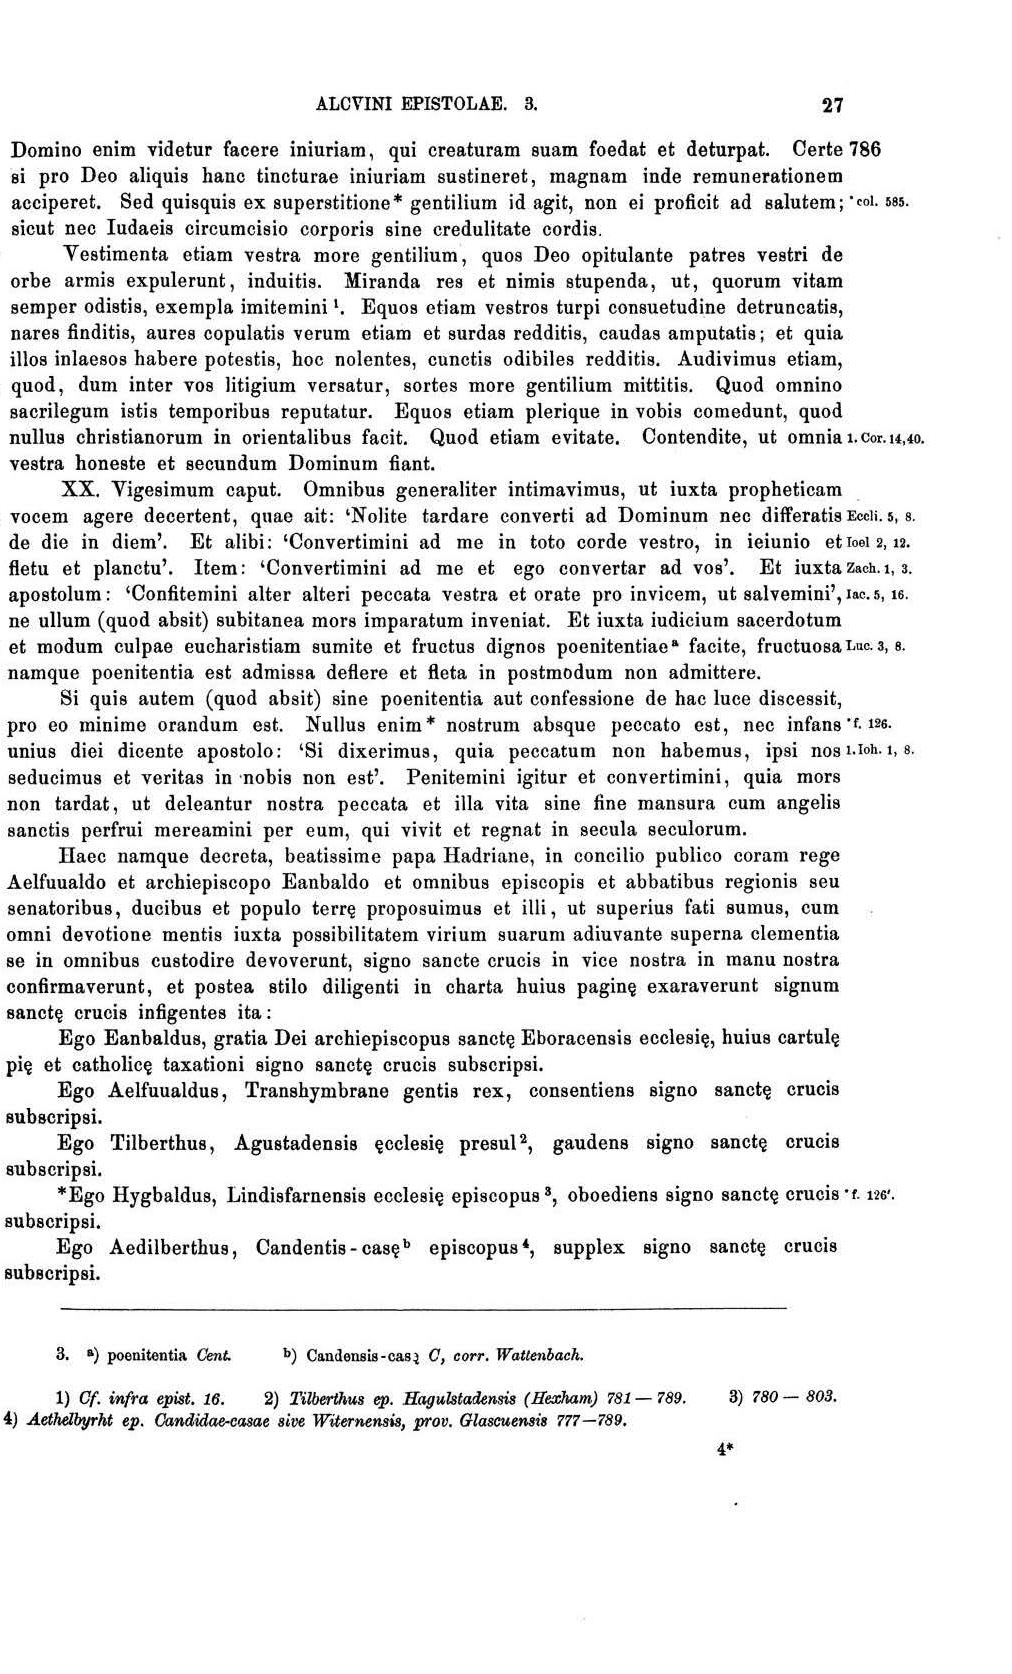 ALCVINI EPISTOLAE. 3. 27
Domino enim videtur facere iniuriam, qui creaturam suam foedat et deturpat. Certe 786
si pro Deo aliquis hanc tincturae iniuriam sustineret, magnam inde remunerationem
acciperet. Sed quisquis ex superstitione* gentilium id agit, non ei proficit ad salutem; *col. 585.
sicut nec Iudaeis circumcisio corporis sine credulitate cordis.
Vestimenta etiam vestra more gentilium, quos Deo opitulante patres vestri de
orbe armis expulerunt, induitis. Miranda res et nimis stupenda, ut, quorum vitam
semper odistis, exempla imitemini ¹. Equos etiam vestros turpi consuetudine detruncatis,
nares finditis, aures copulatis verum etiam et surdas redditis, caudas amputatis; et quia
illos inlaesos habere potestis, hoc nolentes, cunctis odibiles redditis. Audivimus etiam,
quod, dum inter vos litigium versatur, sortes more gentilium mittitis. Quod omnino
sacrilegum istis temporibus reputatur. Equos etiam plerique in vobis comedunt, quod
nullus christianorum in orientalibus facit. Quod etiam evitate. Contendite, ut omnia 1. Cor. 14,40.
vestra honeste et secundum Dominum fiant.
XX. Vigesimum caput. Omnibus generaliter intimavimus, ut iuxta propheticam
vocem agere decertent, quae ait: ‘Nolite tardare converti ad Dominum nec differatis Eccli. 5, 8.
de die in diem’. Et alibi: ‘Convertimini ad me in toto corde vestro, in ieiunio et Ioel 2, 12.
fletu et planctu’. Item: ‘Convertimini ad me et ego convertar ad vos’. Et iuxta Zach. 1, 3.
apostolum: ‘Confitemini alter alteri peccata vestra et orate pro invicem, ut salvemini’, Iac. 5, 16.
ne ullum (quod absit) subitanea mors imparatum inveniat. Et iuxta iudicium sacerdotum
et modum culpae eucharistiam sumite et fructus dignos poenitentiaeᵃ facite, fructuosa Luc. 3, 8.
namque poenitentia est admissa deflere et fleta in postmodum non admittere.
Si quis autem (quod absit) sine poenitentia aut confessione de hac luce discessit,
pro eo minime orandum est. Nullus enim* nostrum absque peccato est, nec infans *f. 126.
unius diei dicente apostolo: ‘Si dixerimus, quia peccatum non habemus, ipsi nos 1. Ioh. 1, 8.
seducimus et veritas in nobis non est’. Penitemini igitur et convertimini, quia mors
non tardat, ut deleantur nostra peccata et illa vita sine fine mansura cum angelis
sanctis perfrui mereamini per eum, qui vivit et regnat in secula seculorum.
Haec namque decreta, beatissime papa Hadriane, in concilio publico coram rege
Aelfuualdo et archiepiscopo Eanbaldo et omnibus episcopis et abbatibus regionis seu
senatoribus, ducibus et populo terrę proposuimus et illi, ut superius fati sumus, cum
omni devotione mentis iuxta possibilitatem virium suarum adiuvante superna clementia
se in omnibus custodire devoverunt, signo sancte crucis in vice nostra in manu nostra
confirmaverunt, et postea stilo diligenti in charta huius paginę exaraverunt signum
sanctę crucis infigentes ita:
Ego Eanbaldus, gratia Dei archiepiscopus sanctę Eboracensis ecclesię, huius cartulę
pię et catholicę taxationi signo sanctę crucis subscripsi.
Ego Aelfuualdus, Transhymbrane gentis rex, consentiens signo sanctę crucis
subscripsi.
Ego Tilberthus, Agustadensis ęcclesię presul², gaudens signo sanctę crucis
subscripsi.
*Ego Hygbaldus, Lindisfarnensis ecclesię episcopus³, oboediens signo sanctę crucis *f. 126'.
subscripsi.
Ego Aedilberthus, Candentis-casęᵇ episcopus⁴, supplex signo sanctę crucis
subscripsi.
3. ᵃ) poenitentia Cent. ᵇ) Candensis-casę C, corr. Wattenbach.
1) Cf. infra epist. 16. 2) Tilberthus ep. Hagulstadensis (Hexham) 781—789. 3) 780—803.
4) Aethelbyrht ep. Candidae-casae sive Witernensis, prov. Glascuensis 777—789.
4*